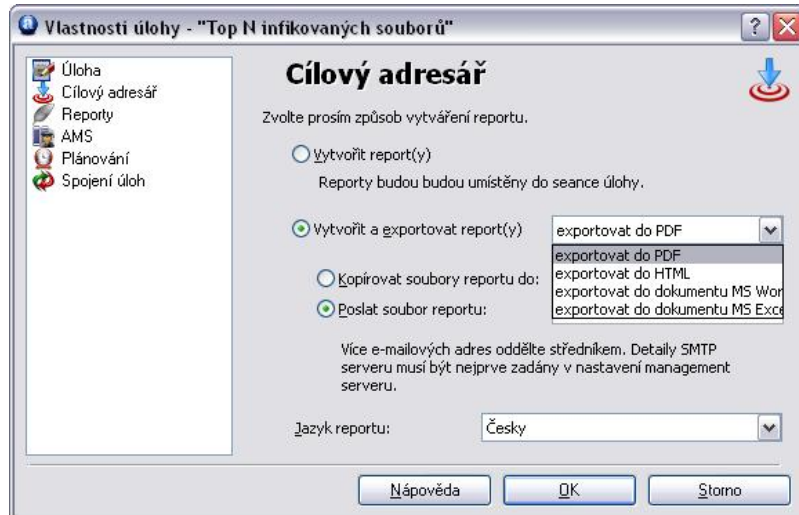 Vlastnosti úlohy - "Top N infikovaných souborů"
Úloha
Cílový adresář
Reporty
AMS
Plánování
Spojení úloh
Cílový adresář
Zvolte prosím způsob vytváření reportu.
Vytvořit report(y)
Reporty budou budou umístěny do seance úlohy.
Vytvořit a exportovat report(y)
exportovat do PDF
exportovat do PDF
exportovat do HTML
exportovat do dokumentu MS Wor
exportovat do dokumentu MS Exce
Kopírovat soubory reportu do:
Poslat soubor reportu:
Více e-mailových adres oddělte středníkem. Detaily SMTP
serveru musí být nejprve zadány v nastavení management
serveru.
Jazyk reportu:
Česky
Nápověda
OK
Storno